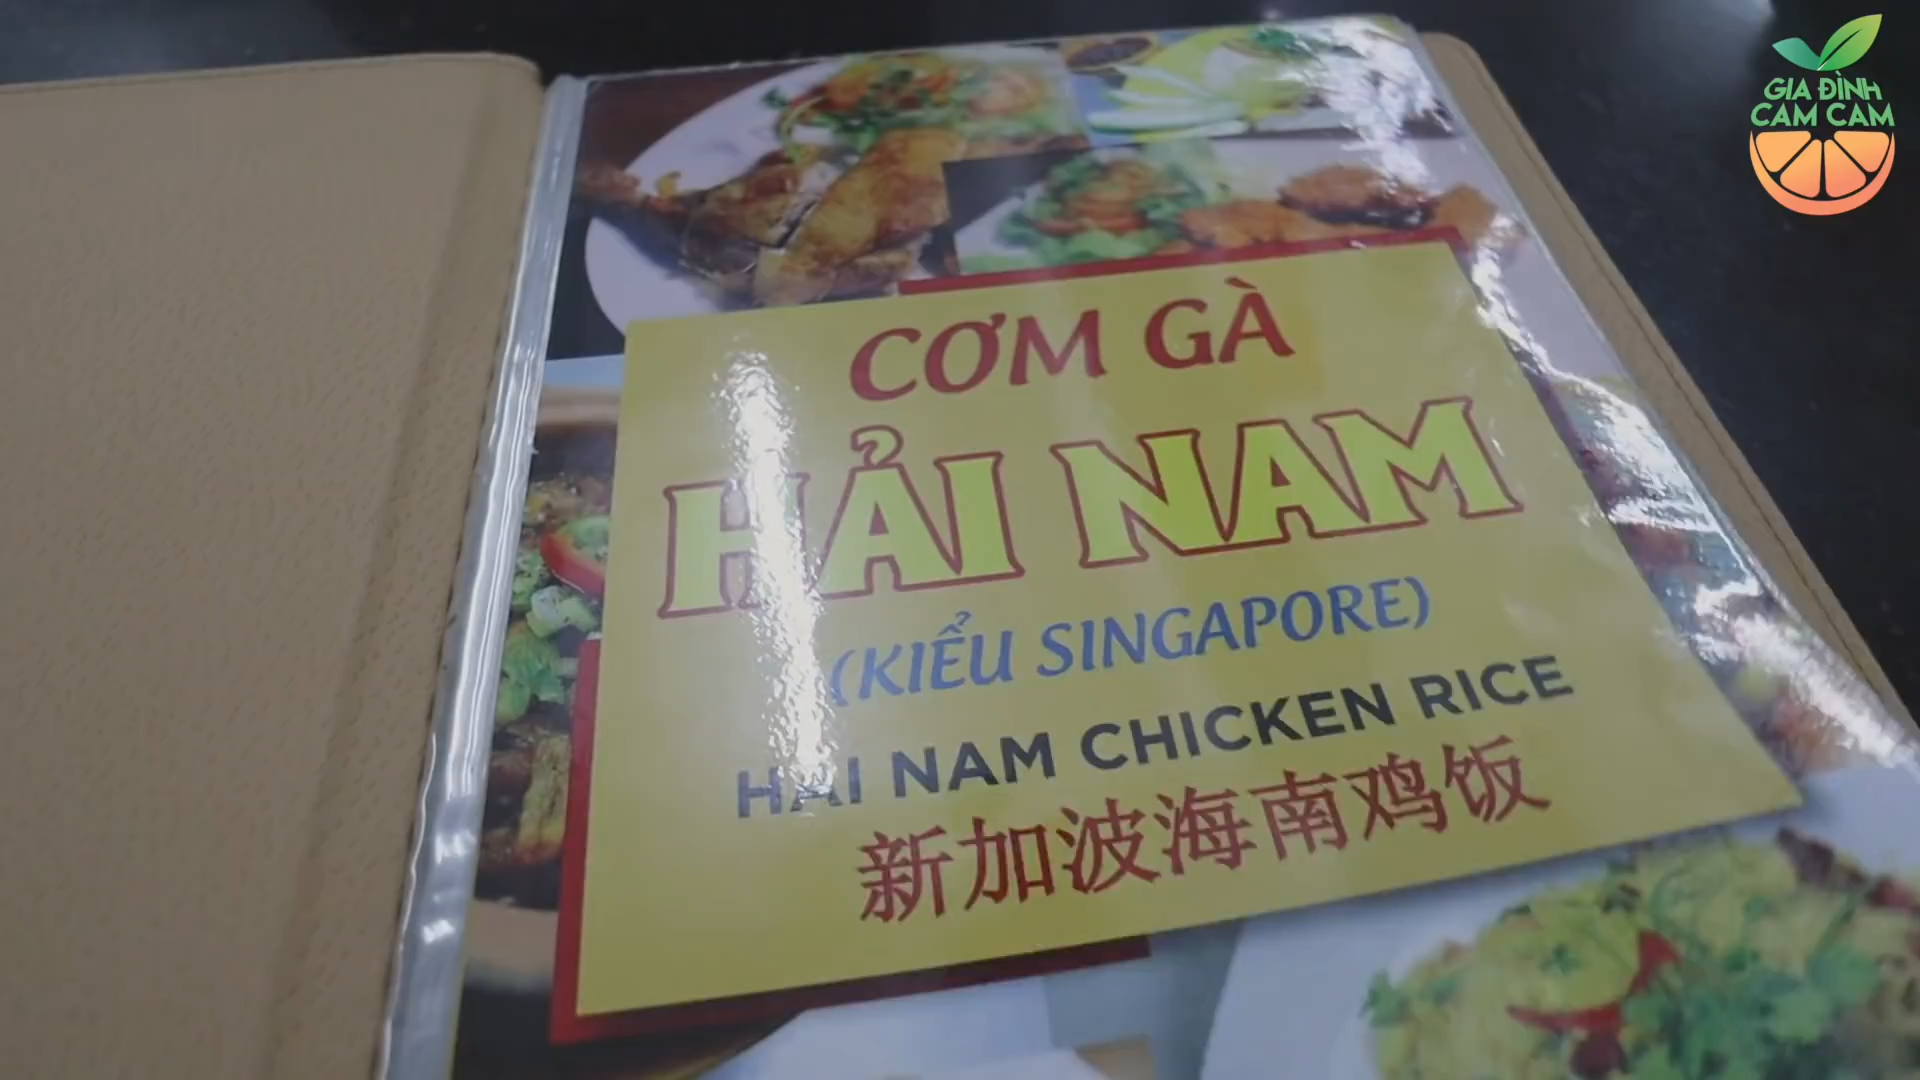 GIA ĐÌNH
CAM CAM
CƠM GÀ
HẢI NAM
(KIỂU SINGAPORE)
HAI NAM CHICKEN RICE
新加波海南鸡饭